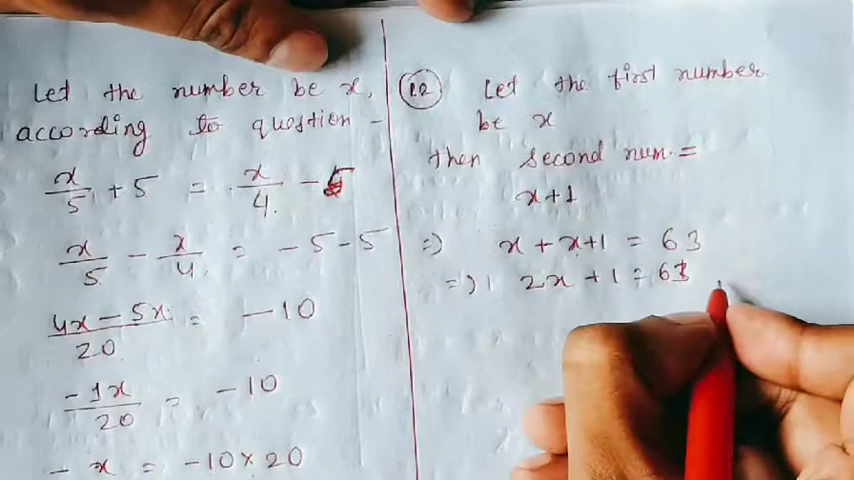 Let the number be x,
according to question -
x/5 + 5 = x/4 - 5
x/5 - x/4 = - 5 - 5
4x - 5x/20 = - 10
- 1x/20 = - 10
- x = - 10 × 20
12 Let the first number
be x
then second num. =
x+1
=> x + x+1 = 63
=> 2x + 1 = 63